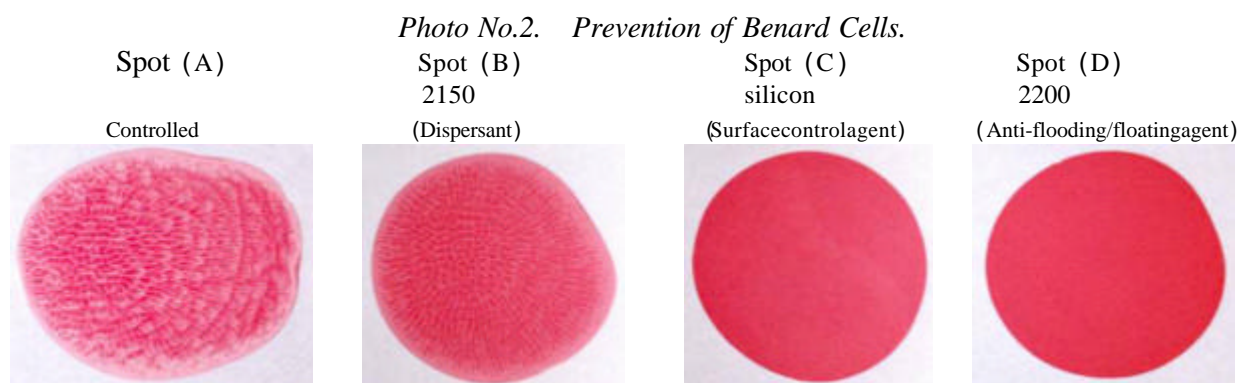 Photo No.2. Prevention of Benard Cells.
Spot (A) Spot (B) Spot (C) Spot (D)
2150 silicon 2200
Controlled (Dispersant) (Surfacecontrolagent) (Anti-flooding/floatingagent)